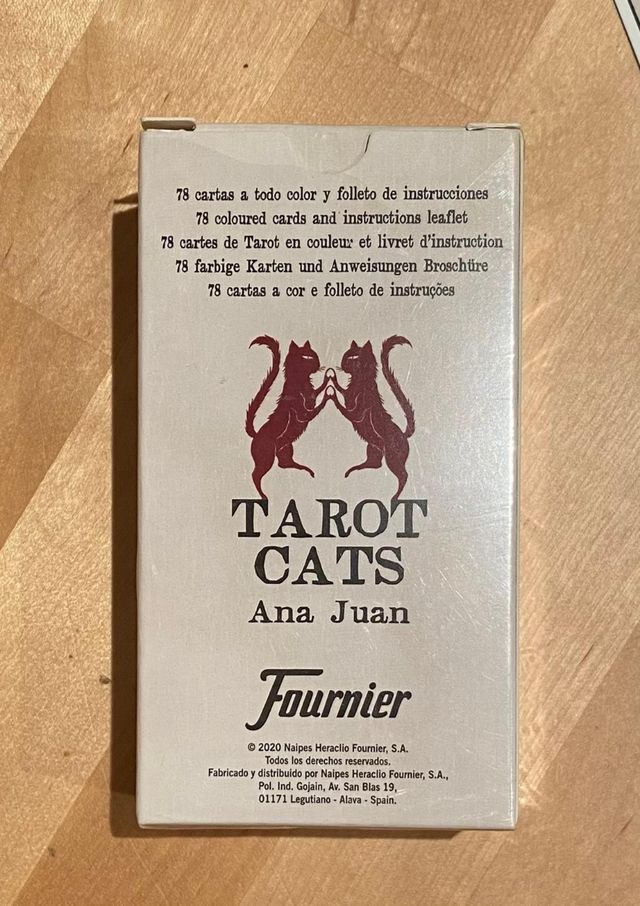 78 cartas a todo color y folleto de instrucciones
78 coloured cards and instructions leaflet
78 cartes de Tarot en couleur et livret d'instruction
78 farbige Karten und Anweisungen Broschüre
78 cartas a cor e folleto de instruções
TAROT
CATS
Ana Juan
Fournier
© 2020 Naipes Heraclio Fournier, S.A.
Todos los derechos reservados.
Fabricado y distribuido por Naipes Heraclio Fournier, S.A.,
Pol. Ind. Gojain, Av. San Blas 19,
01171 Legutiano - Alava - Spain.